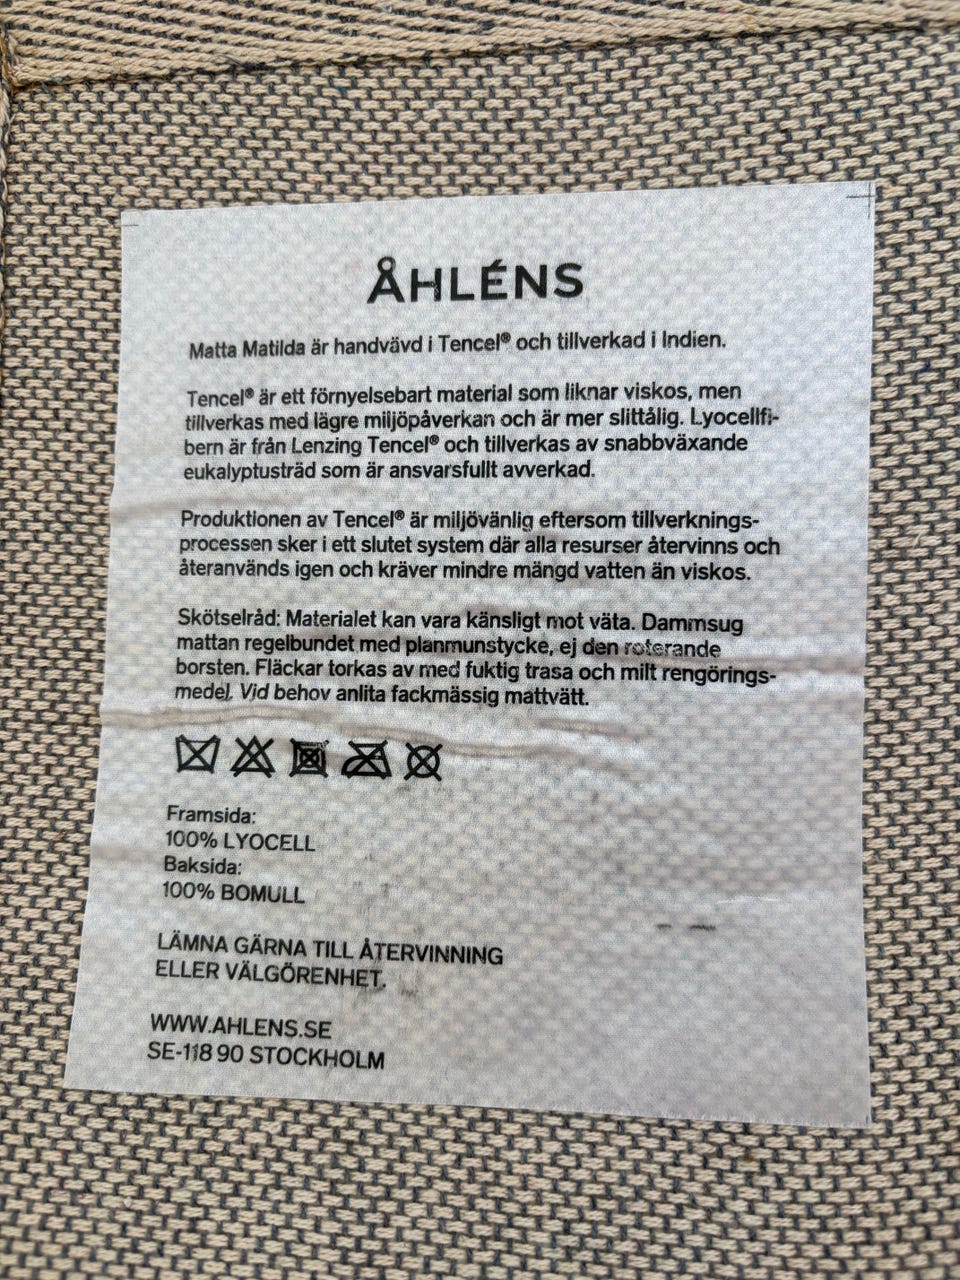 ÅHLÉNS
Matta Matilda är handvävd i Tencel® och tillverkad i Indien.
Tencel® är ett förnyelsebart material som liknar viskos, men
tillverkas med lägre miljöpåverkan och är mer slittålig. Lyocellfi-
bern är från Lenzing Tencel® och tillverkas av snabbväxande
eukalyptusträd som är ansvarsfullt avverkad.
Produktionen av Tencel® är miljövänlig eftersom tillverknings-
processen sker i ett slutet system där alla resurser återvinns och
återanvänds igen och kräver mindre mängd vatten än viskos.
Skötselråd: Materialet kan vara känsligt mot väta. Dammsug
mattan regelbundet med planmunstycke, ej den roterande
borsten. Fläckar torkas av med fuktig trasa och milt rengörings-
medel. Vid behov anlita fackmässig mattvätt.
Framsida:
100% LYOCELL
Baksida:
100% BOMULL
LÄMNA GÄRNA TILL ÅTERVINNING
ELLER VÄLGÖRENHET.
WWW.AHLENS.SE
SE-118 90 STOCKHOLM